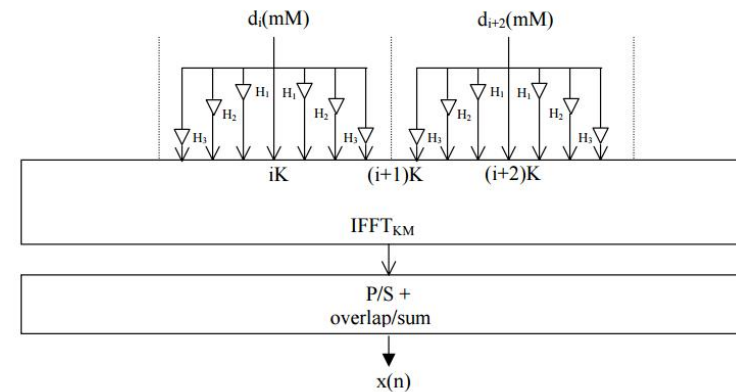 dᵢ(mM) dᵢ₊₂(mM)
H₁ H₁ H₁ H₁
H₂ H₂ H₂ H₂
H₃ H₃ H₃ H₃
iK (i+1)K (i+2)K
IFFT_KM
P/S +
overlap/sum
x(n)